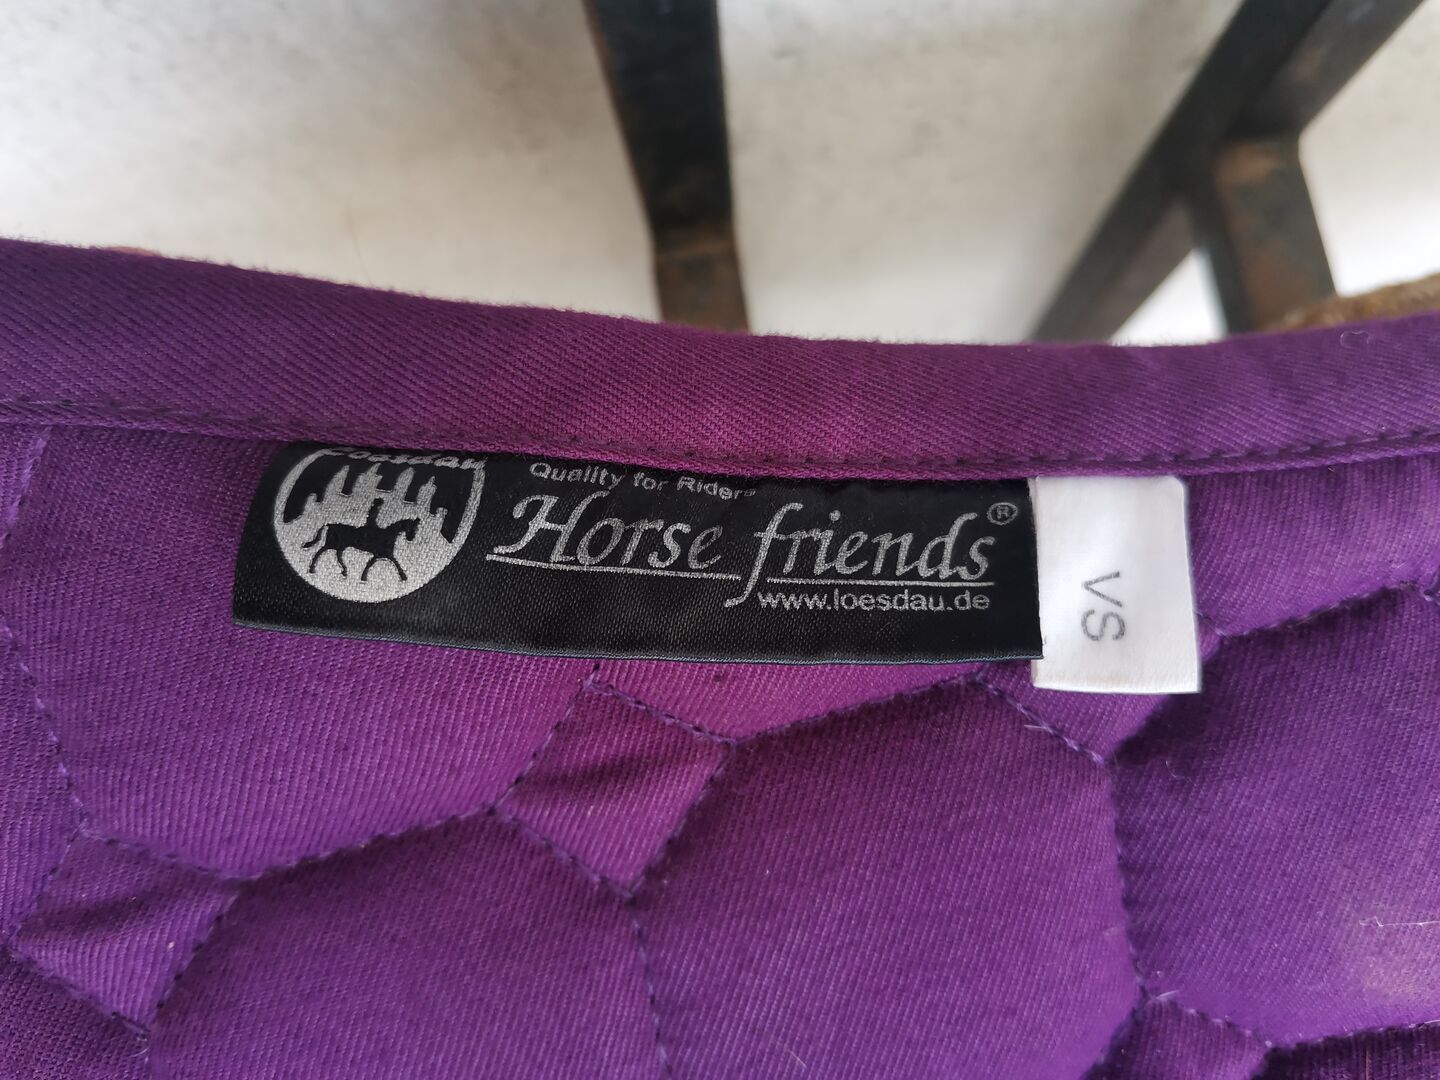 Loesdau
Quality for Riders
Horse friends®
www.loesdau.de
VS